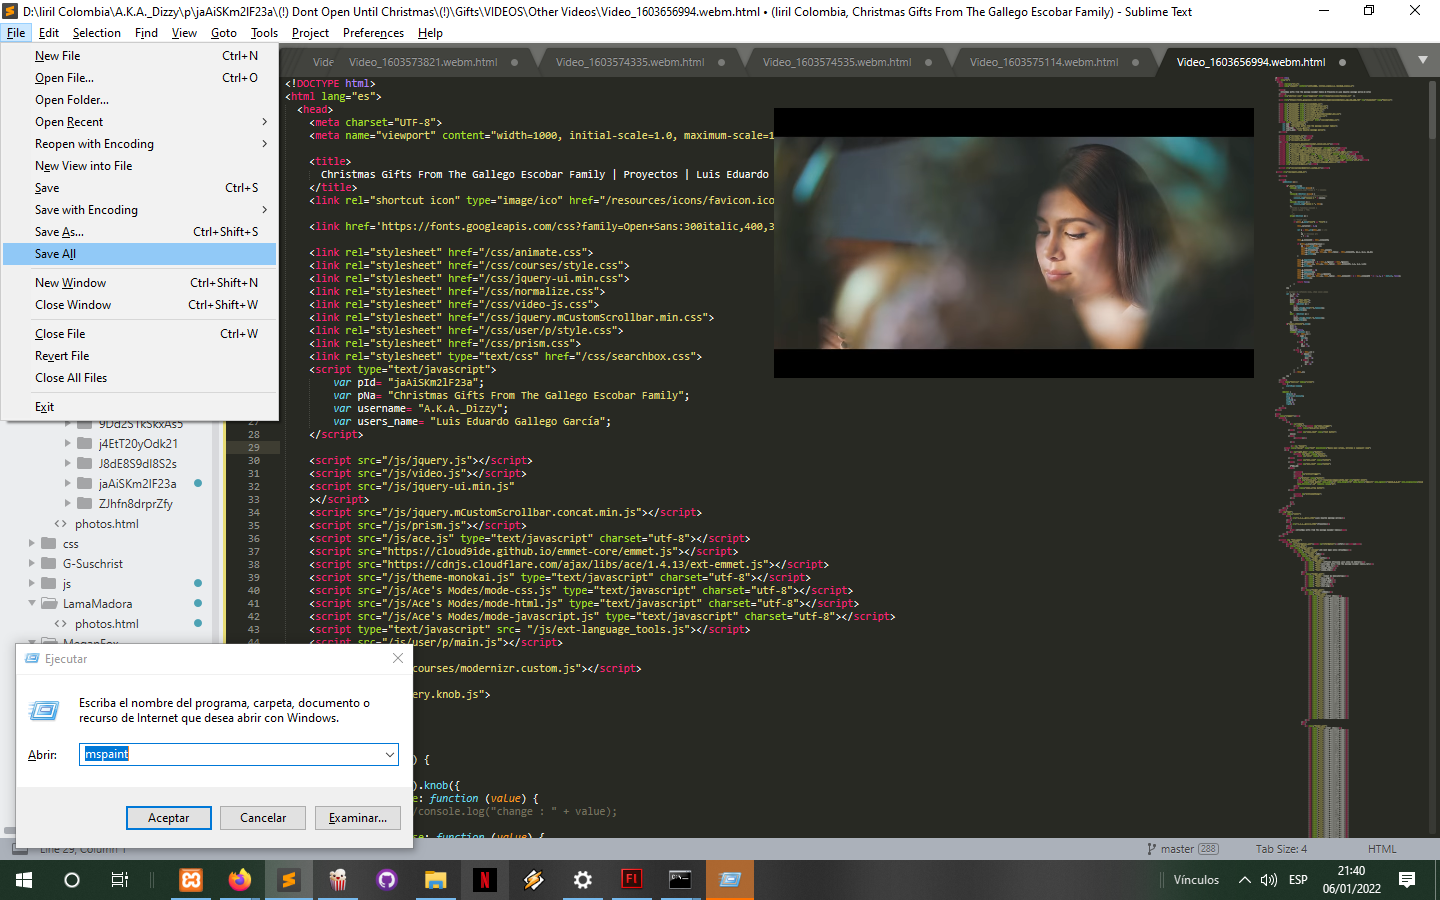 D:\Iiril Colombia\A.K.A._Dizzy\p\jaAiSKm2lF23a\(!) Dont Open Until Christmas\(!)\Gifts\VIDEOS\Other Videos\Video_1603656994.webm.html • (Iiril Colombia, Christmas Gifts From The Gallego Escobar Family) - Sublime Text
File Edit Selection Find View Goto Tools Project Preferences Help
New File Ctrl+N
Open File... Ctrl+O
Open Folder...
Open Recent
Reopen with Encoding
New View into File
Save Ctrl+S
Save with Encoding
Save As... Ctrl+Shift+S
Save All
New Window Ctrl+Shift+N
Close Window Ctrl+Shift+W
Close File Ctrl+W
Revert File
Close All Files
Exit
Vide Video_1603573821.webm.html Video_1603574335.webm.html Video_1603574535.webm.html Video_1603575114.webm.html Video_1603656994.webm.html
<!DOCTYPE html>
<html lang="es">
<head>
<meta charset="UTF-8">
<meta name="viewport" content="width=1000, initial-scale=1.0, maximum-scale=1
<title>
Christmas Gifts From The Gallego Escobar Family | Proyectos | Luis Eduardo
</title>
<link rel="shortcut icon" type="image/ico" href="/resources/icons/favicon.ico
<link href='https://fonts.googleapis.com/css?family=Open+Sans:300italic,400,3
<link rel="stylesheet" href="/css/animate.css">
<link rel="stylesheet" href="/css/courses/style.css">
<link rel="stylesheet" href="/css/jquery-ui.min.css">
<link rel="stylesheet" href="/css/normalize.css">
<link rel="stylesheet" href="/css/video-js.css">
<link rel="stylesheet" href="/css/jquery.mCustomScrollbar.min.css">
<link rel="stylesheet" href="/css/user/p/style.css">
<link rel="stylesheet" href="/css/prism.css">
<link rel="stylesheet" type="text/css" href="/css/searchbox.css">
<script type="text/javascript">
var pId= "jaAiSKm2lF23a";
var pNa= "Christmas Gifts From The Gallego Escobar Family";
var username= "A.K.A._Dizzy";
27 var users_name= "Luis Eduardo Gallego García";
28 </script>
29
30 <script src="/js/jquery.js"></script>
31 <script src="/js/video.js"></script>
32 <script src="/js/jquery-ui.min.js"
33 ></script>
34 <script src="/js/jquery.mCustomScrollbar.concat.min.js"></script>
35 <script src="/js/prism.js"></script>
36 <script src="/js/ace.js" type="text/javascript" charset="utf-8"></script>
37 <script src="https://cloud9ide.github.io/emmet-core/emmet.js"></script>
38 <script src="https://cdnjs.cloudflare.com/ajax/libs/ace/1.4.13/ext-emmet.js"></script>
39 <script src="/js/theme-monokai.js" type="text/javascript" charset="utf-8"></script>
40 <script src="/js/Ace's Modes/mode-css.js" type="text/javascript" charset="utf-8"></script>
41 <script src="/js/Ace's Modes/mode-html.js" type="text/javascript" charset="utf-8"></script>
42 <script src="/js/Ace's Modes/mode-javascript.js" type="text/javascript" charset="utf-8"></script>
43 <script type="text/javascript" src= "/js/ext-language_tools.js"></script>
44 <script src="/js/user/p/main.js"></script>
courses/modernizr.custom.js"></script>
ery.knob.js">
) {
).knob({
e: function (value) {
/console.log("change : " + value);
se: function (value) {
9Dd2S1kSkxAs5
j4EtT20yOdk21
J8dE8S9dI8S2s
jaAiSKm2lF23a
ZJhfn8drprZfy
photos.html
css
G-Suschrist
js
LamaMadora
photos.html
MeganFox
Ejecutar
Escriba el nombre del programa, carpeta, documento o
recurso de Internet que desea abrir con Windows.
Abrir: mspaint
Aceptar Cancelar Examinar...
Line 29, Column 1 master 288 Tab Size: 4 HTML
Vínculos ESP 21:40
06/01/2022